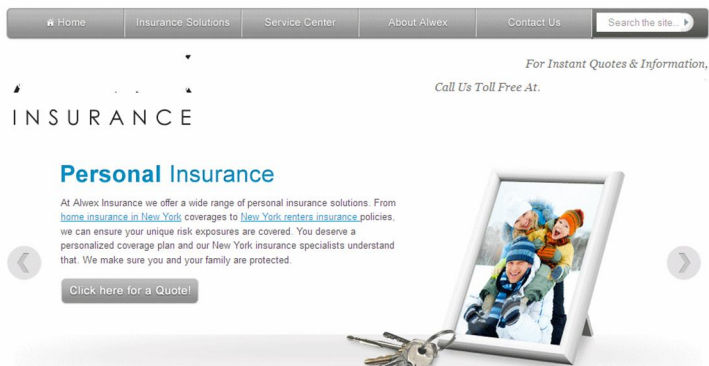 Home Insurance Solutions Service Center About Alwex Contact Us Search the site...
For Instant Quotes & Information,
Call Us Toll Free At.
INSURANCE
Personal Insurance
At Alwex Insurance we offer a wide range of personal insurance solutions. From
home insurance in New York coverages to New York renters insurance policies,
we can ensure your unique risk exposures are covered. You deserve a
personalized coverage plan and our New York insurance specialists understand
that. We make sure you and your family are protected.
Click here for a Quote!